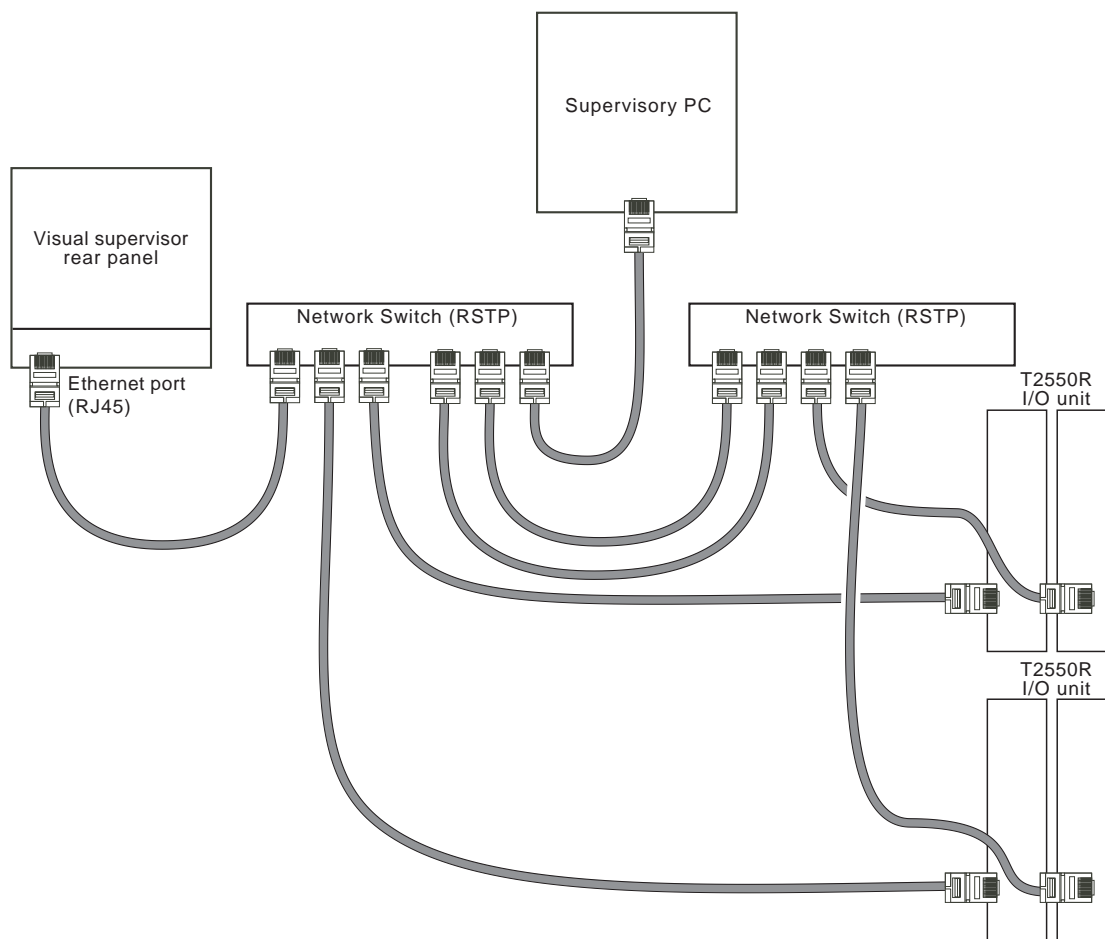 Supervisory PC
Visual supervisor
rear panel
Network Switch (RSTP)
Network Switch (RSTP)
Ethernet port
(RJ45)
T2550R
I/O unit
T2550R
I/O unit